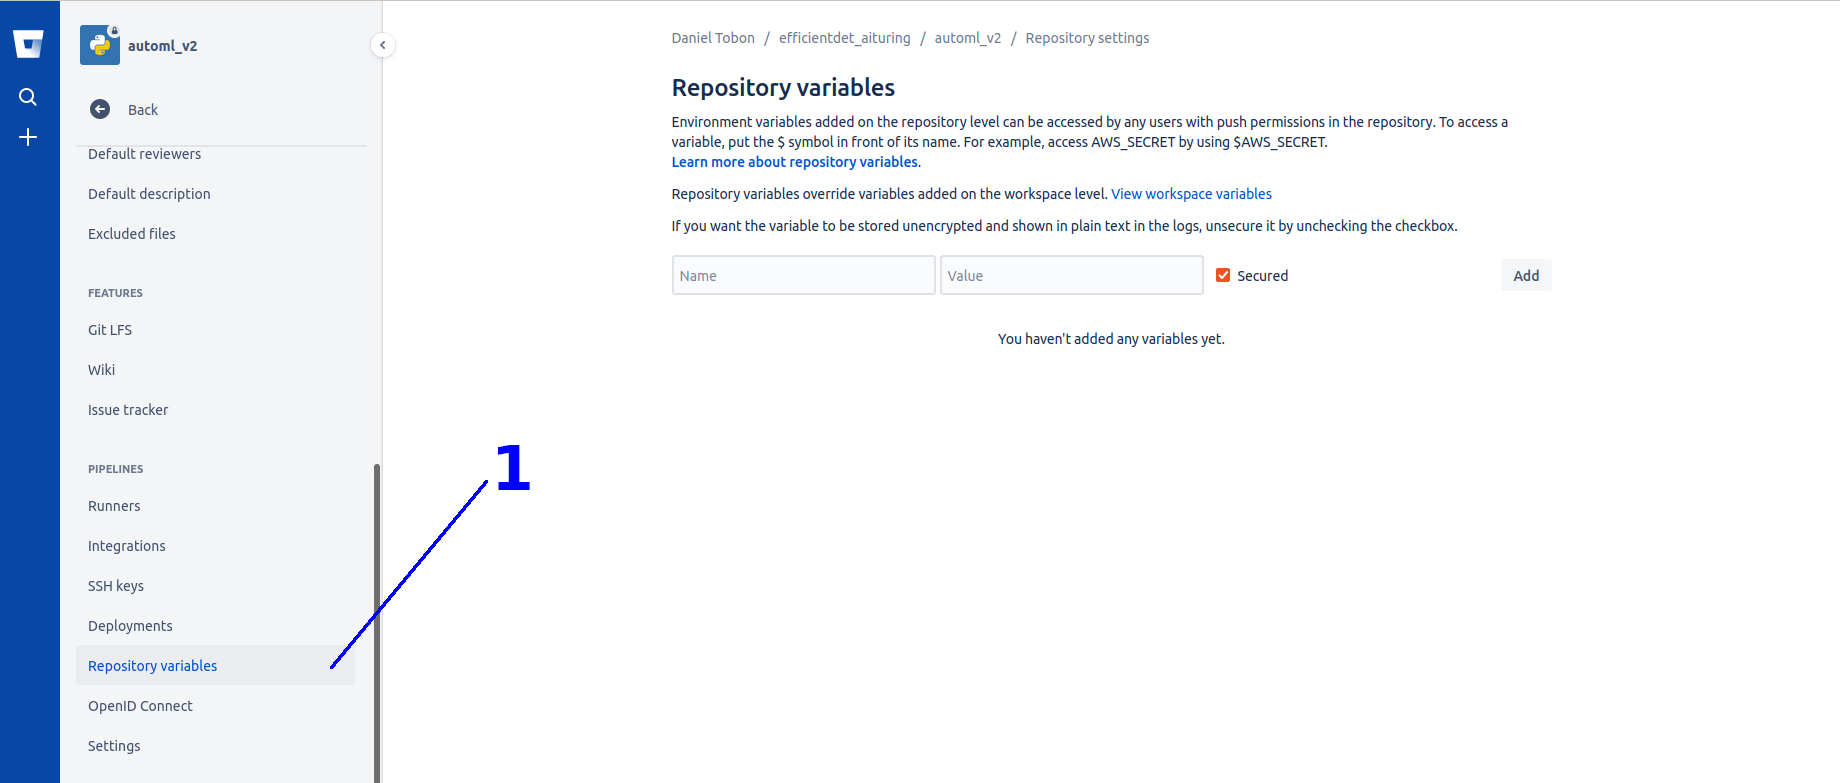 automl_v2
Back
Default reviewers
Default description
Excluded files
FEATURES
Git LFS
Wiki
Issue tracker
PIPELINES
Runners
Integrations
SSH keys
Deployments
Repository variables
OpenID Connect
Settings
1
Daniel Tobon / efficientdet_aituring / automl_v2 / Repository settings
Repository variables
Environment variables added on the repository level can be accessed by any users with push permissions in the repository. To access a
variable, put the $ symbol in front of its name. For example, access AWS_SECRET by using $AWS_SECRET.
Learn more about repository variables.
Repository variables override variables added on the workspace level. View workspace variables
If you want the variable to be stored unencrypted and shown in plain text in the logs, unsecure it by unchecking the checkbox.
Name Value Secured Add
You haven't added any variables yet.